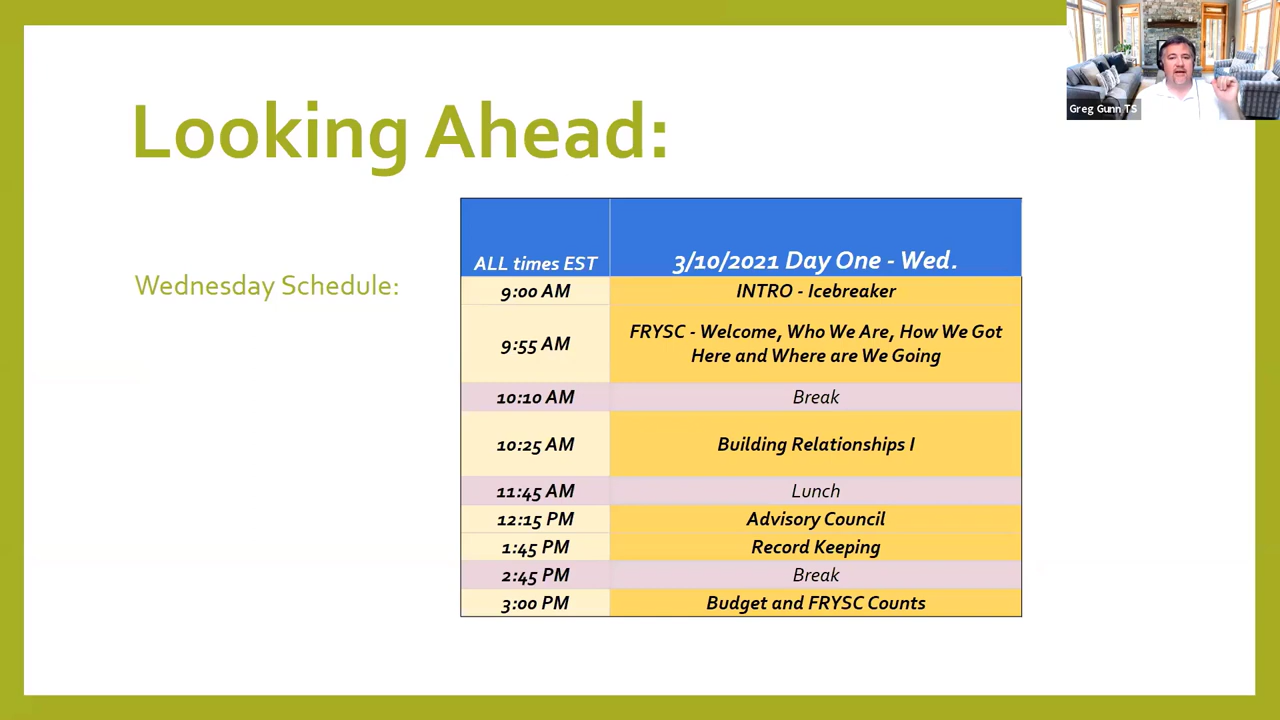 Greg Gunn TS
Looking Ahead:
Wednesday Schedule:
ALL times EST 3/10/2021 Day One - Wed.
9:00 AM INTRO - Icebreaker
9:55 AM FRYSC - Welcome, Who We Are, How We Got
Here and Where are We Going
10:10 AM Break
10:25 AM Building Relationships I
11:45 AM Lunch
12:15 PM Advisory Council
1:45 PM Record Keeping
2:45 PM Break
3:00 PM Budget and FRYSC Counts